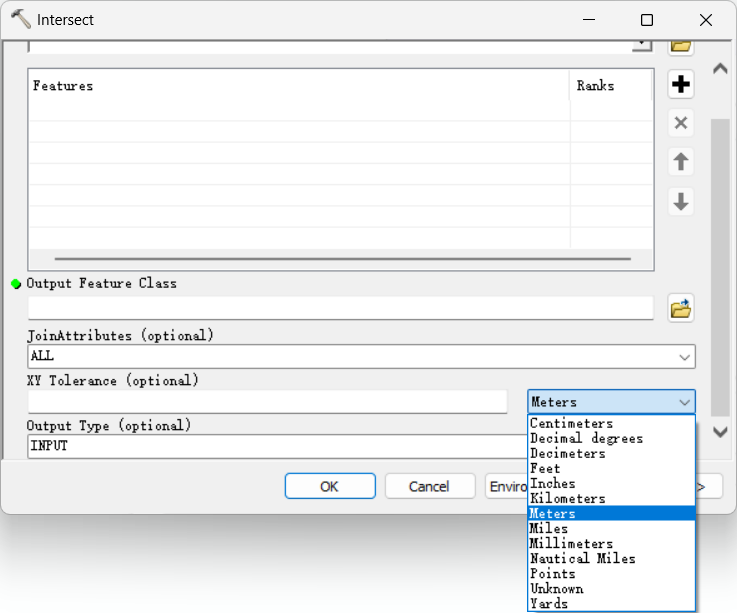 Intersect
Features Ranks
Output Feature Class
JoinAttributes (optional)
ALL
XY Tolerance (optional)
Meters
Output Type (optional)
INPUT
OK Cancel Enviro >
Centimeters
Decimal degrees
Decimeters
Feet
Inches
Kilometers
Meters
Miles
Millimeters
Nautical Miles
Points
Unknown
Yards